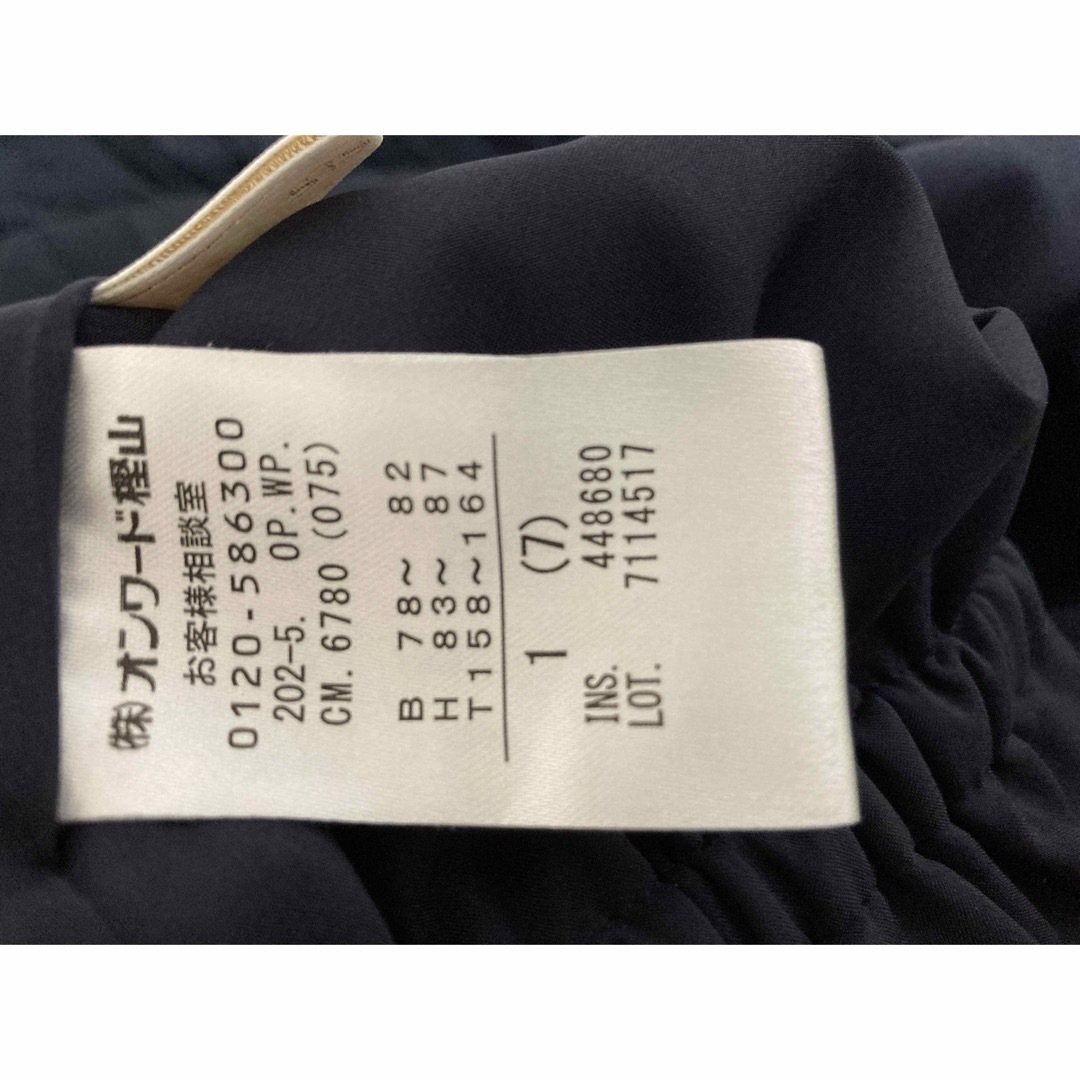 (株)オンワード樫山
お客様相談室
0120-586300
202-5. OP.WP.
CM. 6780 (075)
B 78~ 82
H 83~ 87
T158~164
1 (7)
INS. 448680
LOT. 7114517